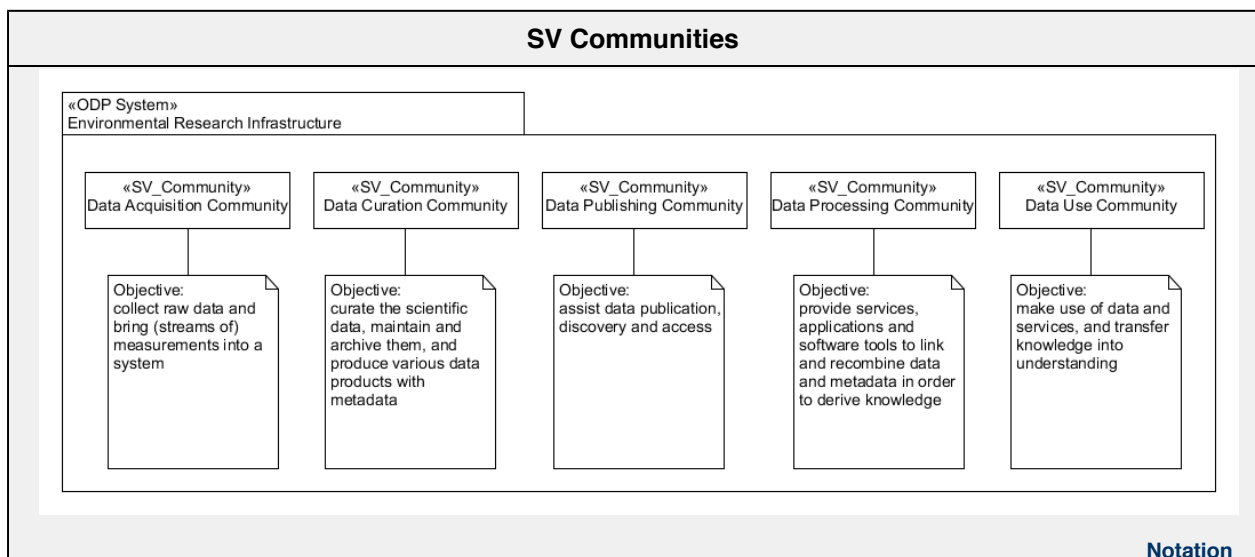 SV Communities
«ODP System»
Environmental Research Infrastructure
«SV_Community»
Data Acquisition Community
Objective:
collect raw data and
bring (streams of)
measurements into a
system
«SV_Community»
Data Curation Community
Objective:
curate the scientific
data, maintain and
archive them, and
produce various data
products with
metadata
«SV_Community»
Data Publishing Community
Objective:
assist data publication,
discovery and access
«SV_Community»
Data Processing Community
Objective:
provide services,
applications and
software tools to link
and recombine data
and metadata in order
to derive knowledge
«SV_Community»
Data Use Community
Objective:
make use of data and
services, and transfer
knowledge into
understanding
Notation